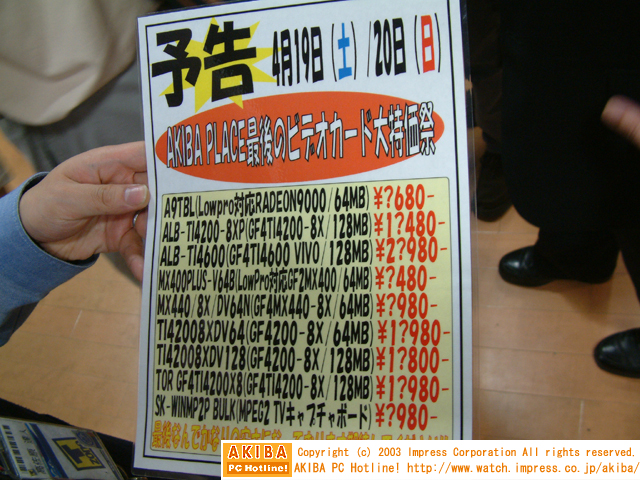 予告 4月19日(土)/20日(日)
AKIBA PLACE最後のビデオカード大特価祭
A9TBL(Lowpro対応RADEON9000/64MB) ¥?680-
ALB-TI4200-8XP(GF4TI4200-8X/128MB) ¥1?480-
ALB-TI4600(GF4TI4600 VIVO/128MB) ¥2?980-
MX400PLUS-V64B(LowPro対応GF2MX400/64MB) ¥?480-
MX440/8X/DV64N(GF4MX440-8X/64MB) ¥?980-
TI42008XDV64(GF4200-8X/64MB) ¥1?980-
TI42008XDV128(GF4200-8X/128MB) ¥1?800-
TOR GF4TI4200X8(GF4TI4200-8X/128MB) ¥1?980-
SK-WINMP2P BULK(MPEG2 TVキャプチャボード) ¥?980-
最後なんで
AKIBA
PC Hotline!
Copyright (c) 2003 Impress Corporation All rights reserved.
AKIBA PC Hotline! http://www.watch.impress.co.jp/akiba/